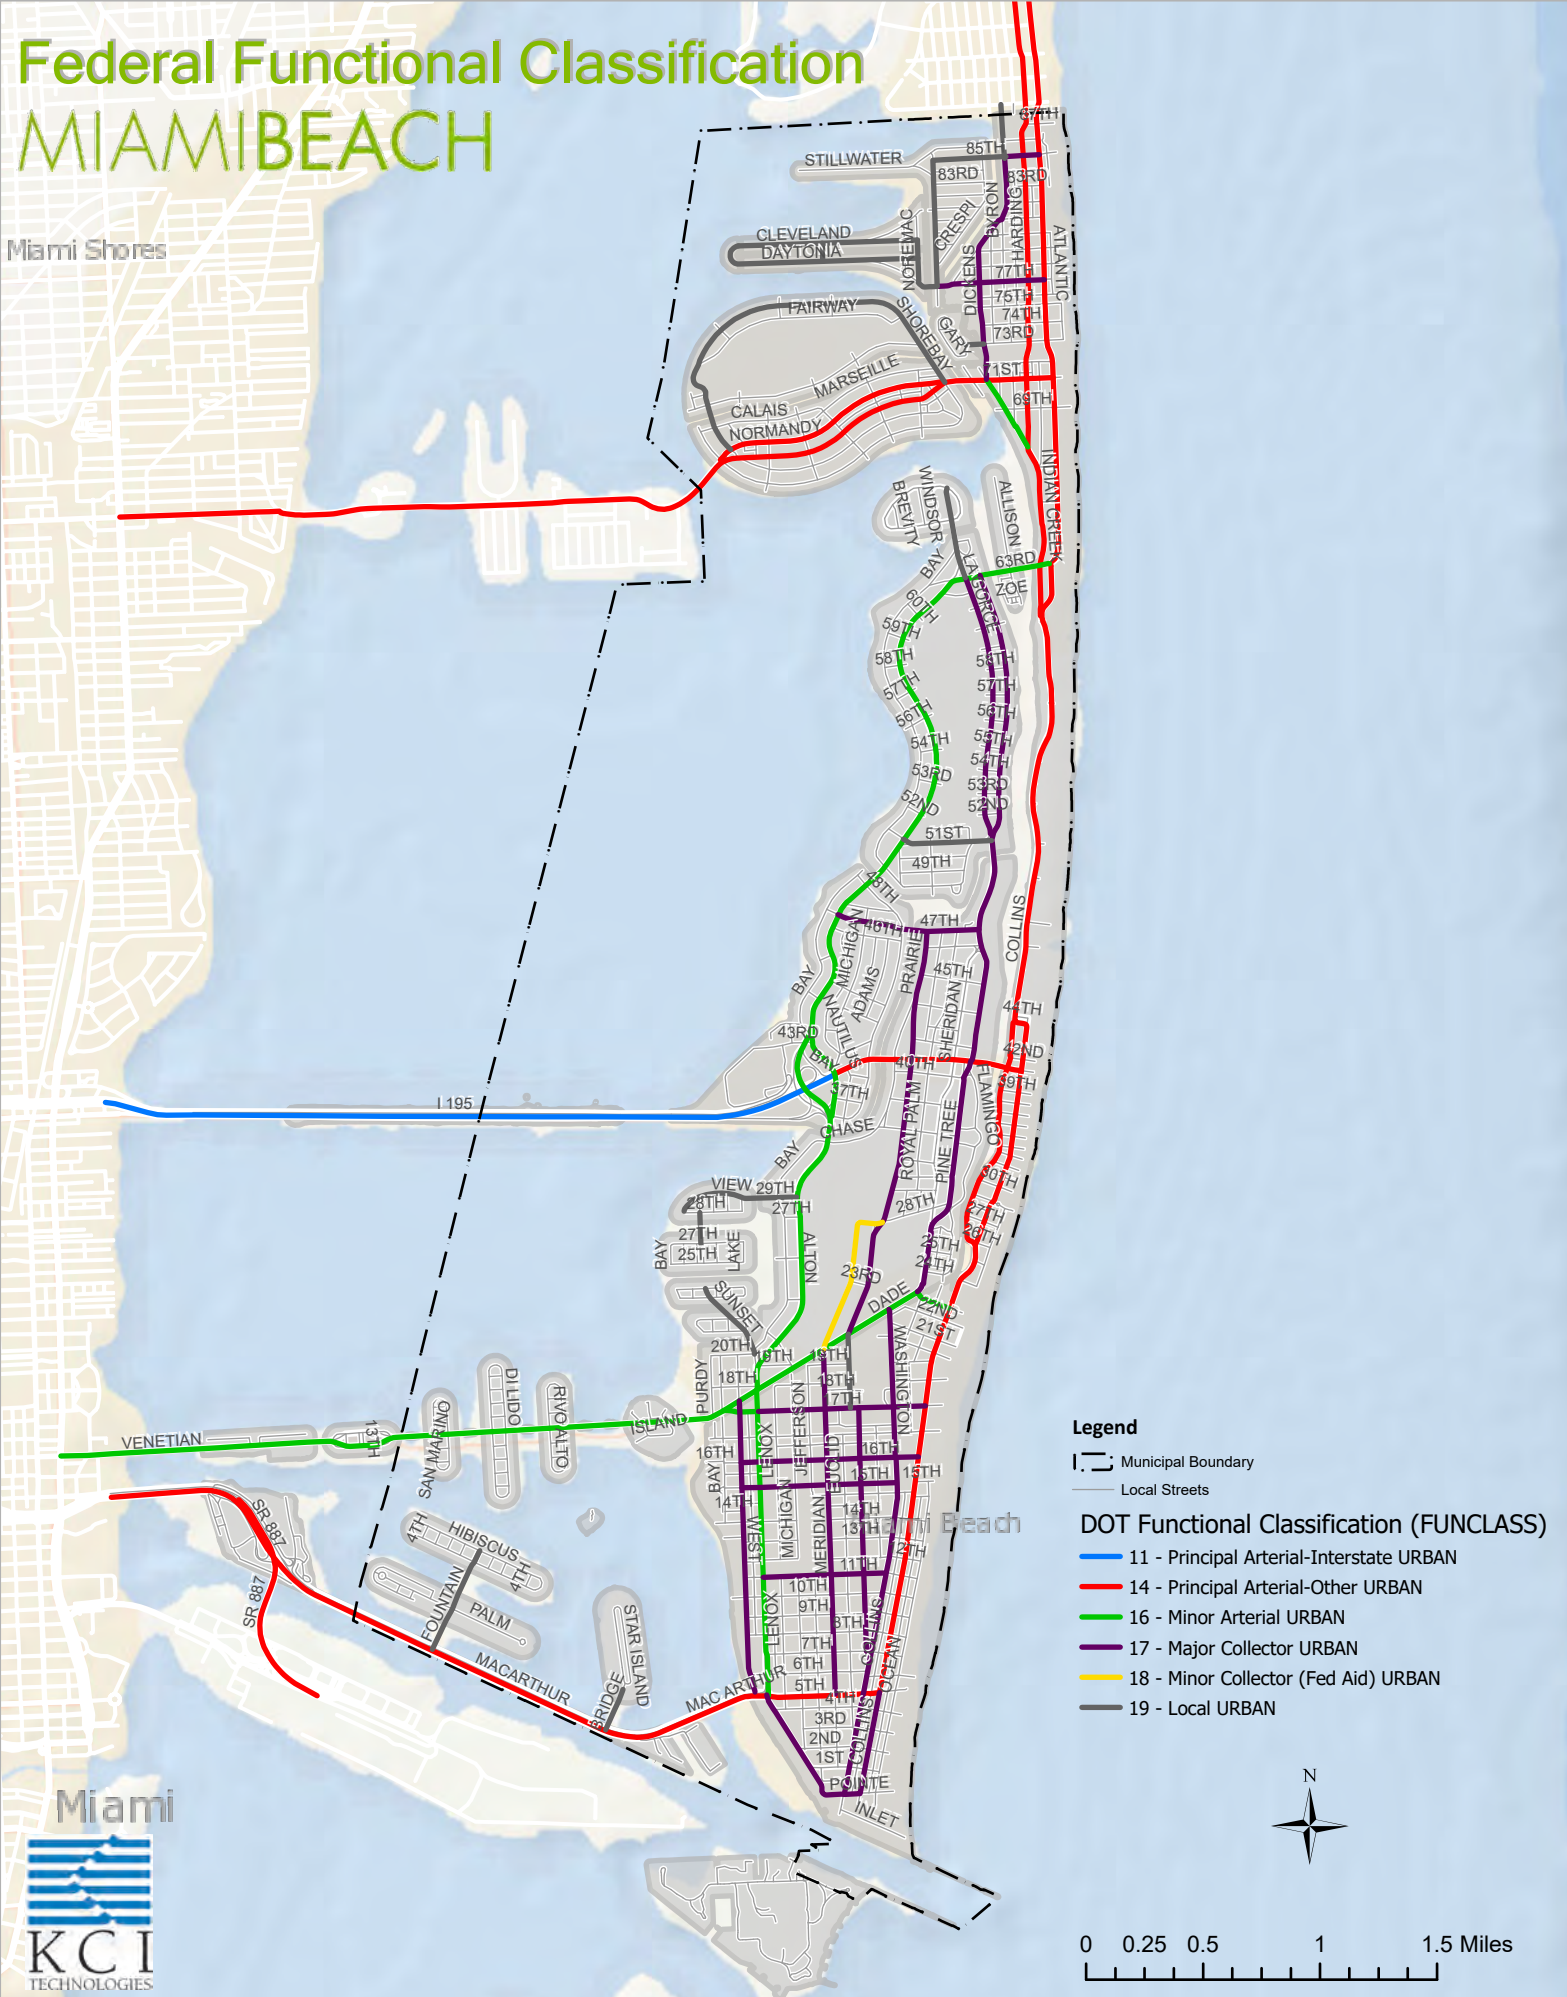 Federal Functional Classification
MIAMIBEACH
Miami Shores
87TH
85TH
STILLWATER
83RD
83RD
BYRON
HARDING
CRESPI
NOREMAC
CLEVELAND
DAYTONIA
ATLANTIC
DICKENS
77TH
75TH
74TH
73RD
GARY
SHOREBAY
FAIRWAY
71ST
MARSEILLE
69TH
CALAIS
NORMANDY
INDIAN CREEK
WINDSOR
BREVITY
ALLISON
BAY
63RD
LAGORCE
ZOE
60TH
59TH
58TH
58TH
57TH
57TH
56TH
56TH
55TH
54TH
54TH
53RD
53RD
52ND
52ND
51ST
49TH
48TH
47TH
46TH
MICHIGAN
PRAIRIE
COLLINS
BAY
ADAMS
45TH
SHERIDAN
44TH
NAUTILUS
43RD
42ND
BAY
40TH
39TH
37TH
FLAMINGO
I 195
CHASE
ROYAL PALM
PINE TREE
BAY
30TH
VIEW
29TH
28TH
28TH
27TH
27TH
27TH
26TH
25TH
25TH
24TH
BAY
LAKE
ALTON
23RD
SUNSET
DADE
22ND
21ST
20TH
19TH
19TH
WASHINGTON
18TH
18TH
17TH
PURDY
JEFFERSON
DI LIDO
RIVO ALTO
SAN MARINO
ISLAND
VENETIAN
13TH
LENOX
EUCLID
16TH
16TH
15TH
15TH
BAY
14TH
14TH
13TH
Miami Beach
12TH
11TH
10TH
9TH
8TH
7TH
6TH
5TH
4TH
3RD
2ND
1ST
WEST
MICHIGAN
MERIDIAN
LENOX
COLLINS
COLLINS
OCEAN
POINTE
INLET
SR 887
SR 887
4TH
HIBISCUS
4TH
FOUNTAIN
PALM
STAR ISLAND
BRIDGE
MACARTHUR
MAC ARTHUR
Miami
KCI
TECHNOLOGIES
Legend
Municipal Boundary
Local Streets
DOT Functional Classification (FUNCLASS)
11 - Principal Arterial-Interstate URBAN
14 - Principal Arterial-Other URBAN
16 - Minor Arterial URBAN
17 - Major Collector URBAN
18 - Minor Collector (Fed Aid) URBAN
19 - Local URBAN
N
0 0.25 0.5 1 1.5 Miles